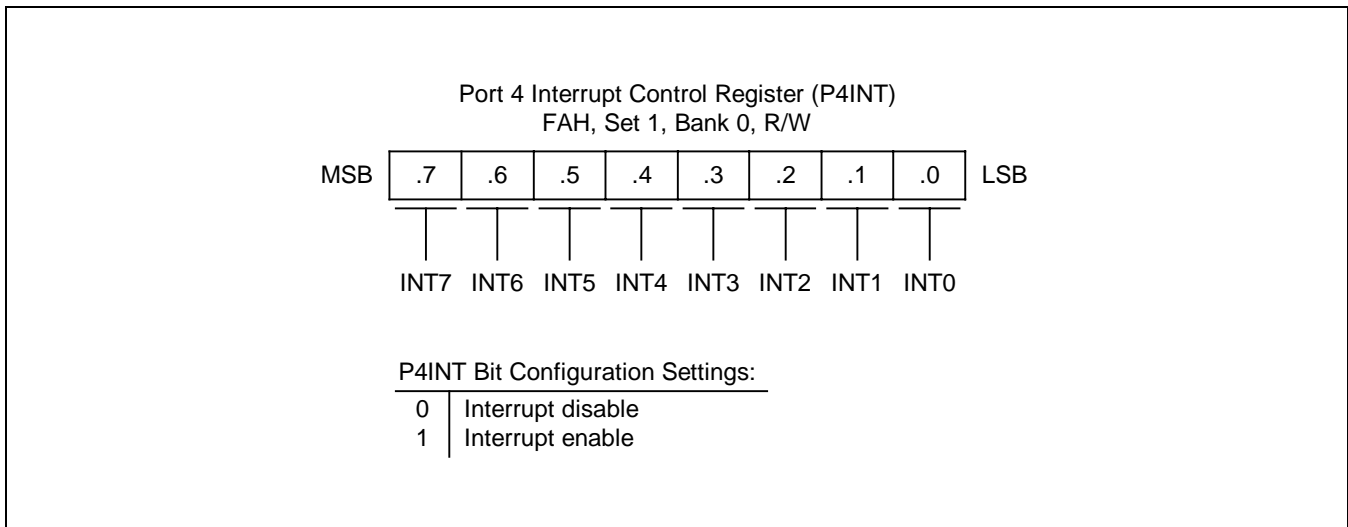 Port 4 Interrupt Control Register (P4INT)
FAH, Set 1, Bank 0, R/W
MSB .7 .6 .5 .4 .3 .2 .1 .0 LSB
INT7 INT6 INT5 INT4 INT3 INT2 INT1 INT0
P4INT Bit Configuration Settings:
0 Interrupt disable
1 Interrupt enable